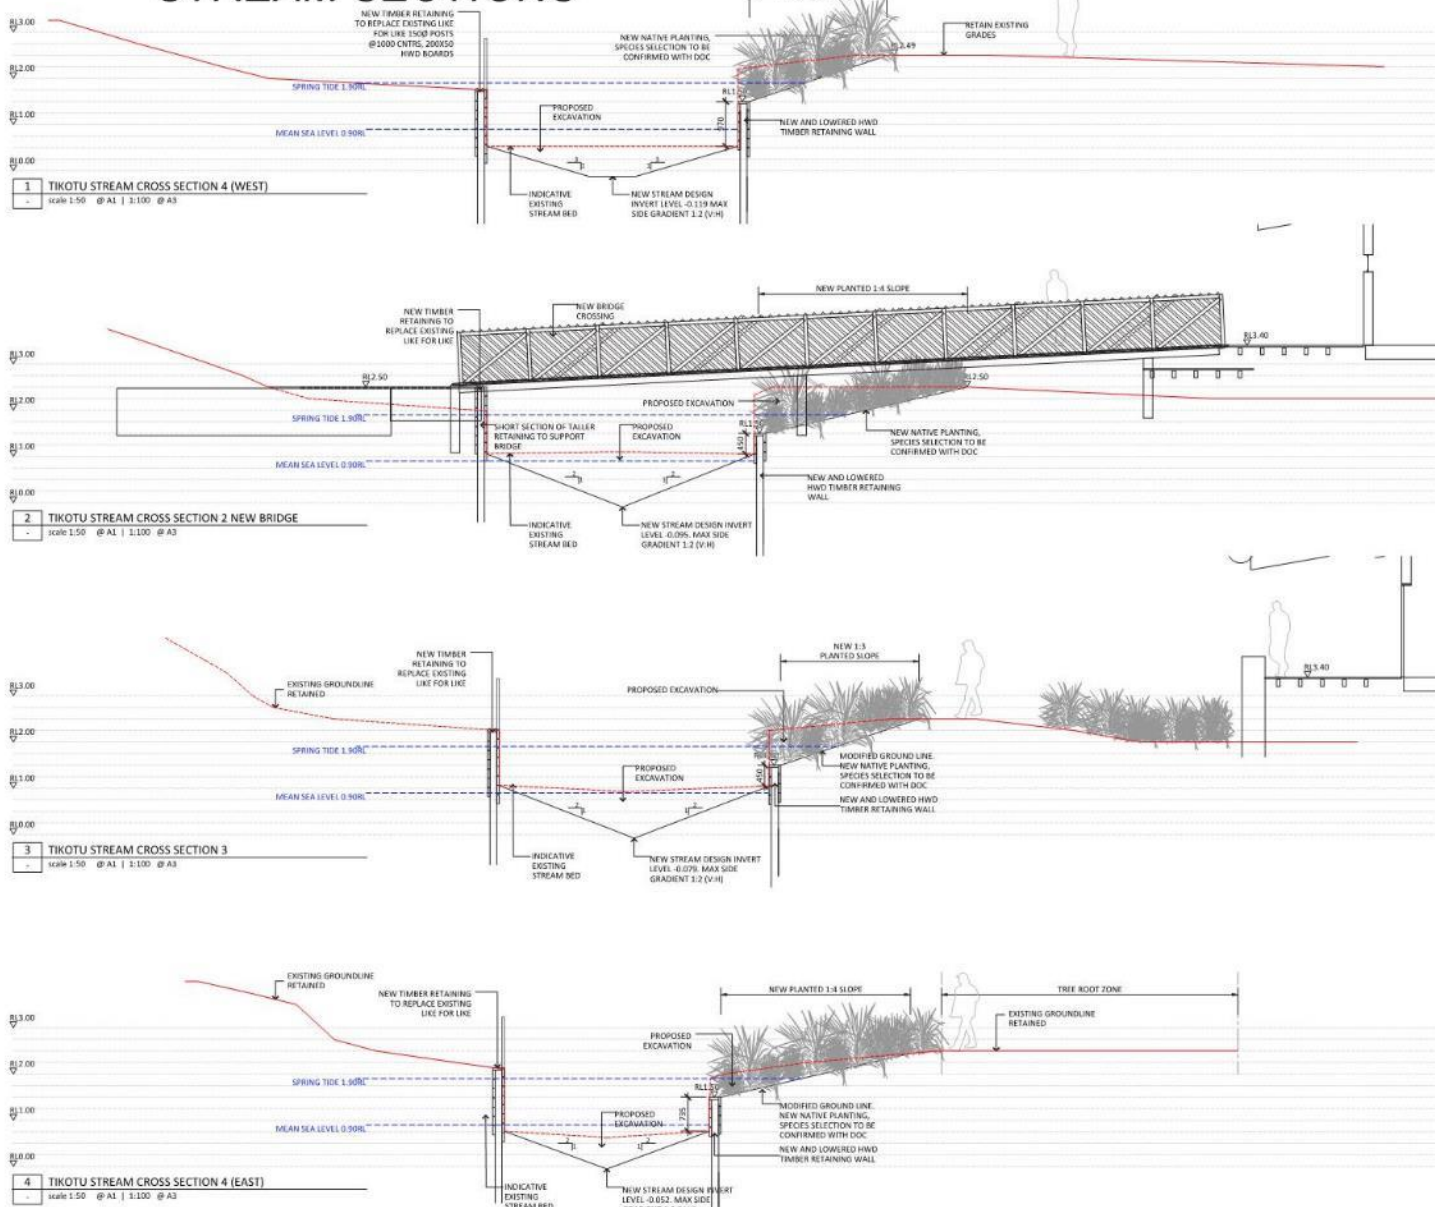 STREAM SECTIONS
NEW TIMBER RETAINING
TO REPLACE EXISTING LIKE
FOR LIKE 150Ø POSTS
@1000 CNTRS, 200X50
HWD BOARDS
NEW NATIVE PLANTING,
SPECIES SELECTION TO BE
CONFIRMED WITH DOC
RL2.49
RETAIN EXISTING
GRADES
RL3.00
RL2.00
RL1.00
RL0.00
SPRING TIDE 1.90RL
MEAN SEA LEVEL 0.90RL
PROPOSED
EXCAVATION
970
NEW AND LOWERED HWD
TIMBER RETAINING WALL
INDICATIVE
EXISTING
STREAM BED
NEW STREAM DESIGN
INVERT LEVEL -0.119 MAX
SIDE GRADIENT 1:2 (V:H)
1 TIKOTU STREAM CROSS SECTION 4 (WEST)
- scale 1:50 @ A1 | 1:100 @ A3
NEW PLANTED 1:4 SLOPE
NEW TIMBER
RETAINING TO
REPLACE EXISTING
LIKE FOR LIKE
NEW BRIDGE
CROSSING
RL3.40
RL2.50
RL2.50
RL3.00
RL2.00
RL1.00
RL0.00
SPRING TIDE 1.90RL
MEAN SEA LEVEL 0.90RL
PROPOSED EXCAVATION
SHORT SECTION OF TALLER
RETAINING TO SUPPORT
BRIDGE
PROPOSED
EXCAVATION
450
NEW NATIVE PLANTING,
SPECIES SELECTION TO BE
CONFIRMED WITH DOC
NEW AND LOWERED
HWD TIMBER RETAINING
WALL
INDICATIVE
EXISTING
STREAM BED
NEW STREAM DESIGN INVERT
LEVEL -0.095. MAX SIDE
GRADIENT 1:2 (V:H)
2 TIKOTU STREAM CROSS SECTION 2 NEW BRIDGE
- scale 1:50 @ A1 | 1:100 @ A3
NEW TIMBER
RETAINING TO
REPLACE EXISTING
LIKE FOR LIKE
NEW 1:3
PLANTED SLOPE
EXISTING GROUNDLINE
RETAINED
PROPOSED EXCAVATION
RL3.40
RL3.00
RL2.00
RL1.00
RL0.00
SPRING TIDE 1.90RL
MEAN SEA LEVEL 0.90RL
PROPOSED
EXCAVATION
450
MODIFIED GROUND LINE.
NEW NATIVE PLANTING,
SPECIES SELECTION TO BE
CONFIRMED WITH DOC
NEW AND LOWERED HWD
TIMBER RETAINING WALL
INDICATIVE
EXISTING
STREAM BED
NEW STREAM DESIGN INVERT
LEVEL -0.079. MAX SIDE
GRADIENT 1:2 (V:H)
3 TIKOTU STREAM CROSS SECTION 3
- scale 1:50 @ A1 | 1:100 @ A3
EXISTING GROUNDLINE
RETAINED
NEW TIMBER RETAINING
TO REPLACE EXISTING
LIKE FOR LIKE
NEW PLANTED 1:4 SLOPE
TREE ROOT ZONE
EXISTING GROUNDLINE
RETAINED
PROPOSED
EXCAVATION
RL3.00
RL2.00
RL1.00
RL0.00
SPRING TIDE 1.90RL
MEAN SEA LEVEL 0.90RL
735
PROPOSED
EXCAVATION
MODIFIED GROUND LINE.
NEW NATIVE PLANTING,
SPECIES SELECTION TO BE
CONFIRMED WITH DOC
NEW AND LOWERED HWD
TIMBER RETAINING WALL
INDICATIVE
EXISTING
STREAM BED
NEW STREAM DESIGN INVERT
LEVEL -0.052. MAX SIDE
4 TIKOTU STREAM CROSS SECTION 4 (EAST)
- scale 1:50 @ A1 | 1:100 @ A3